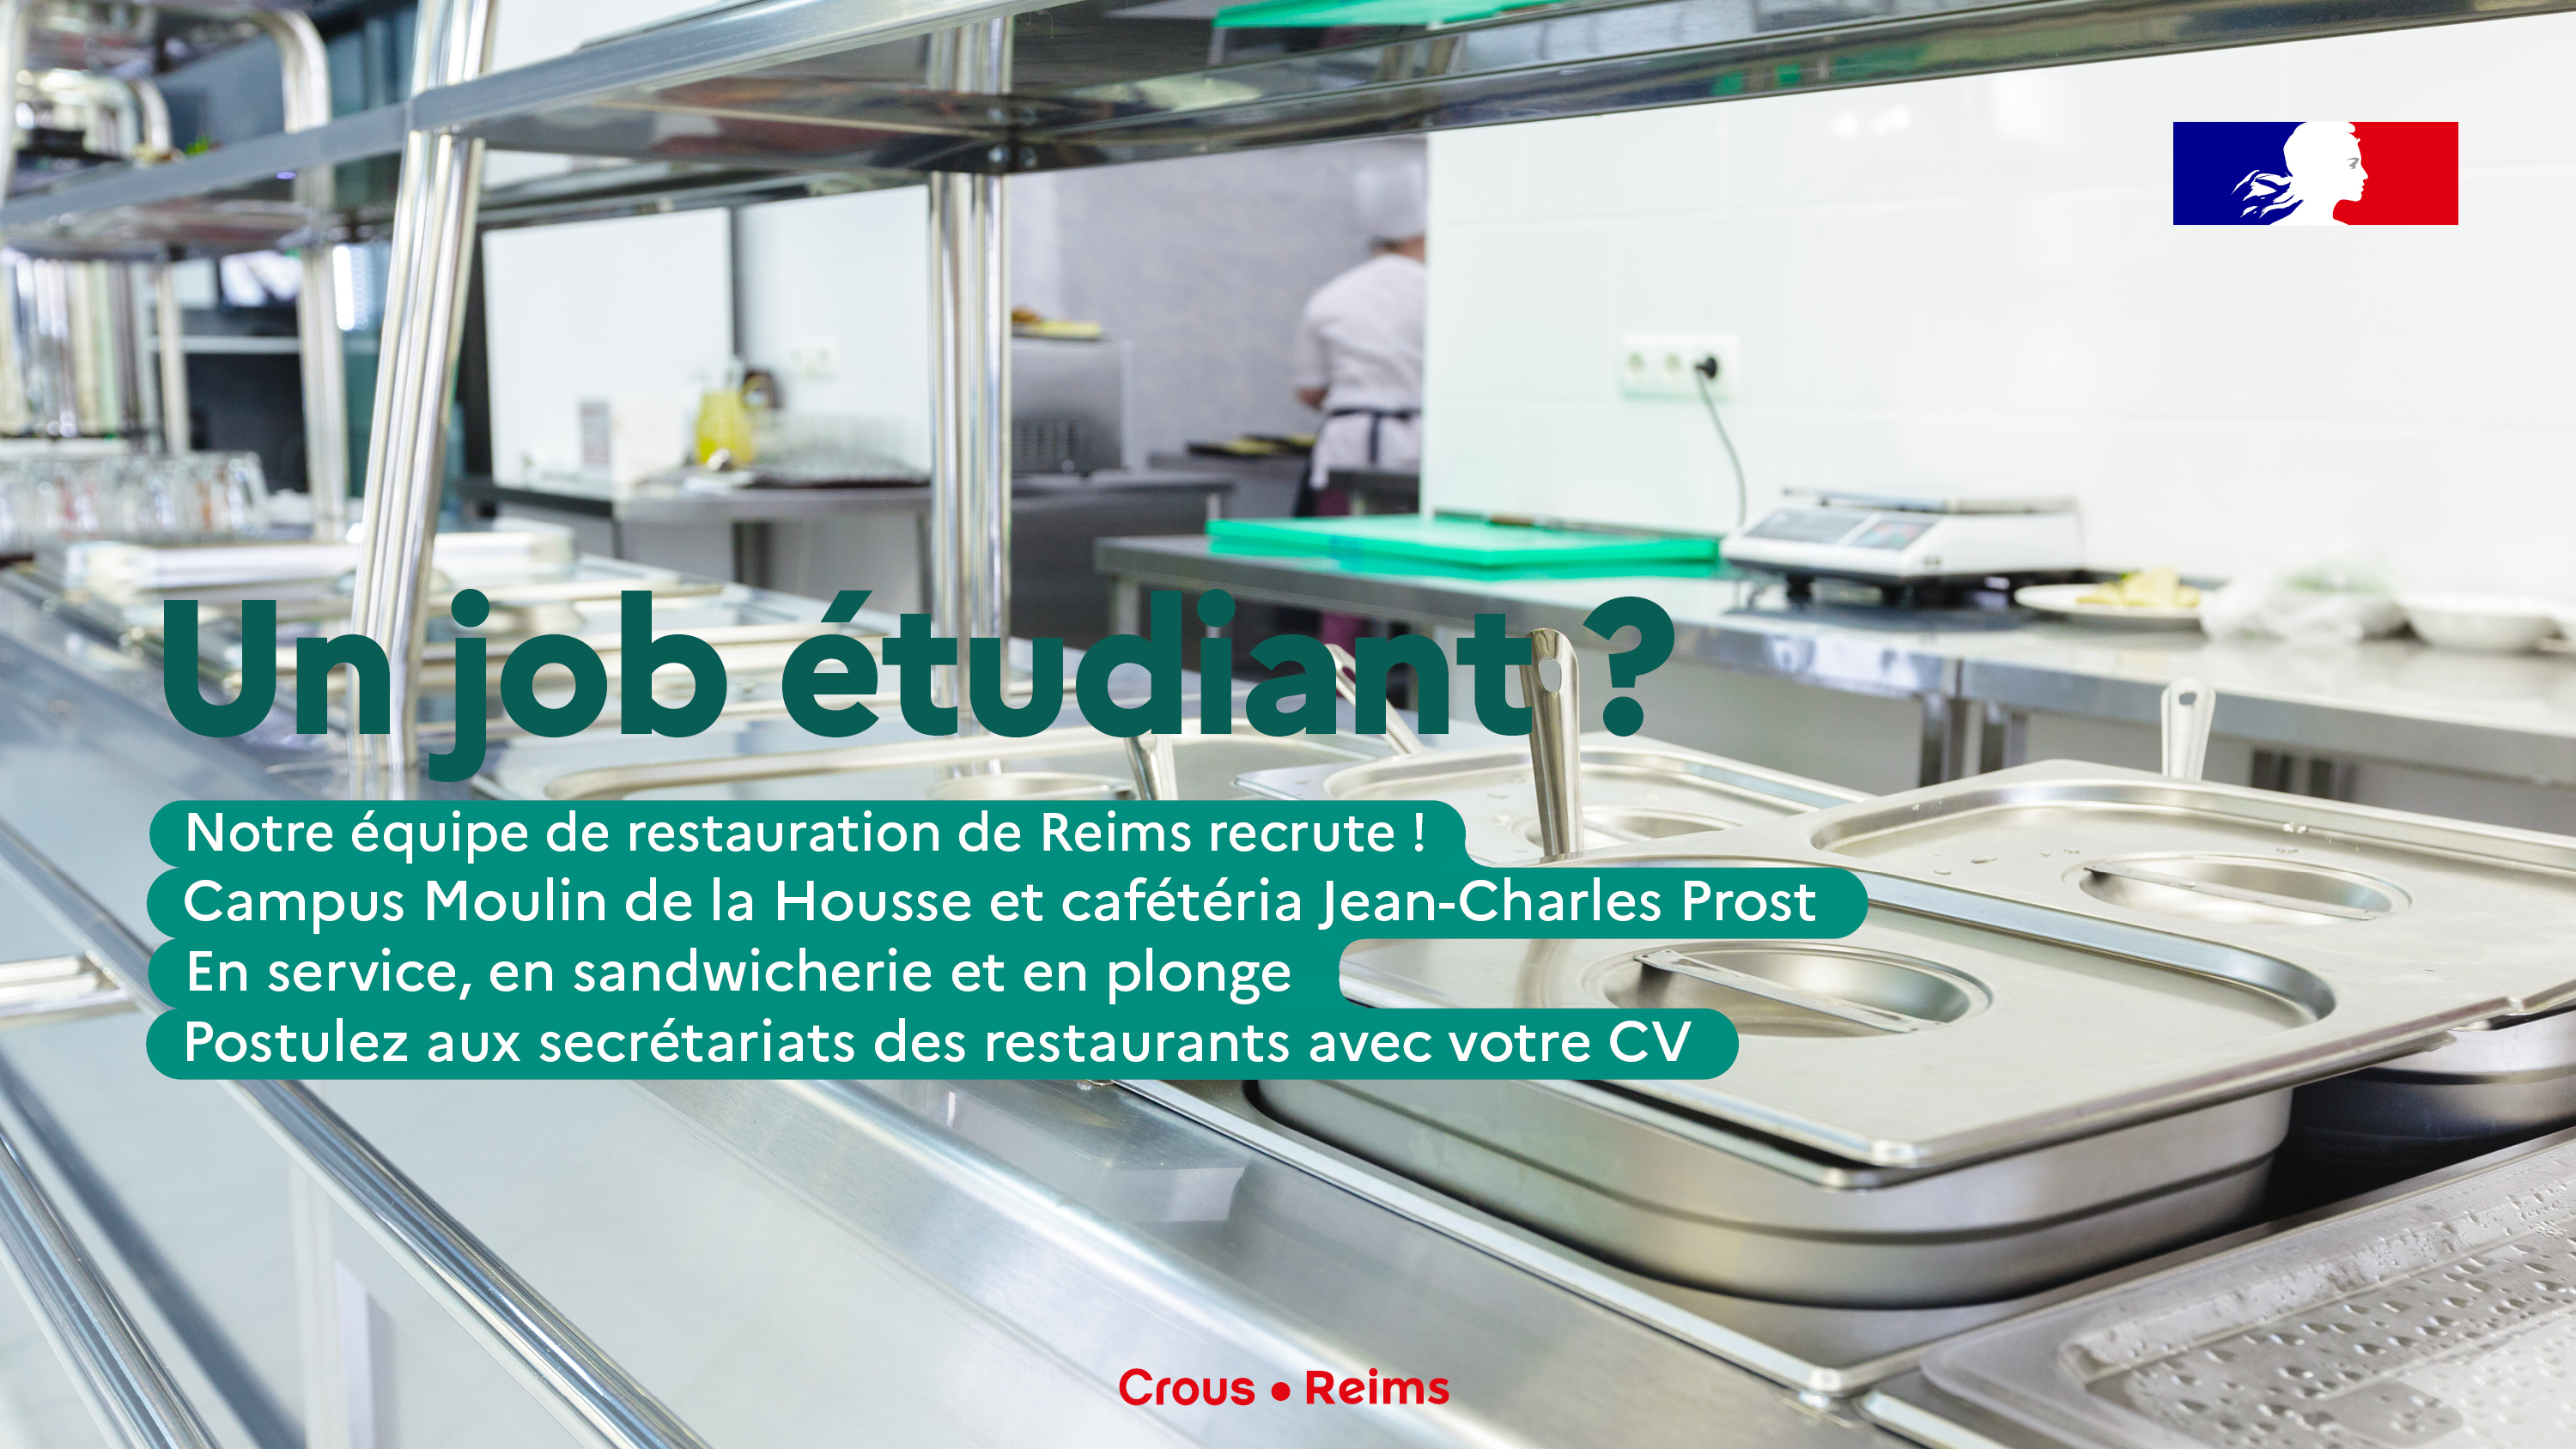 Un job étudiant ?
Notre équipe de restauration de Reims recrute !
Campus Moulin de la Housse et cafétéria Jean-Charles Prost
En service, en sandwicherie et en plonge
Postulez aux secrétariats des restaurants avec votre CV
Crous • Reims